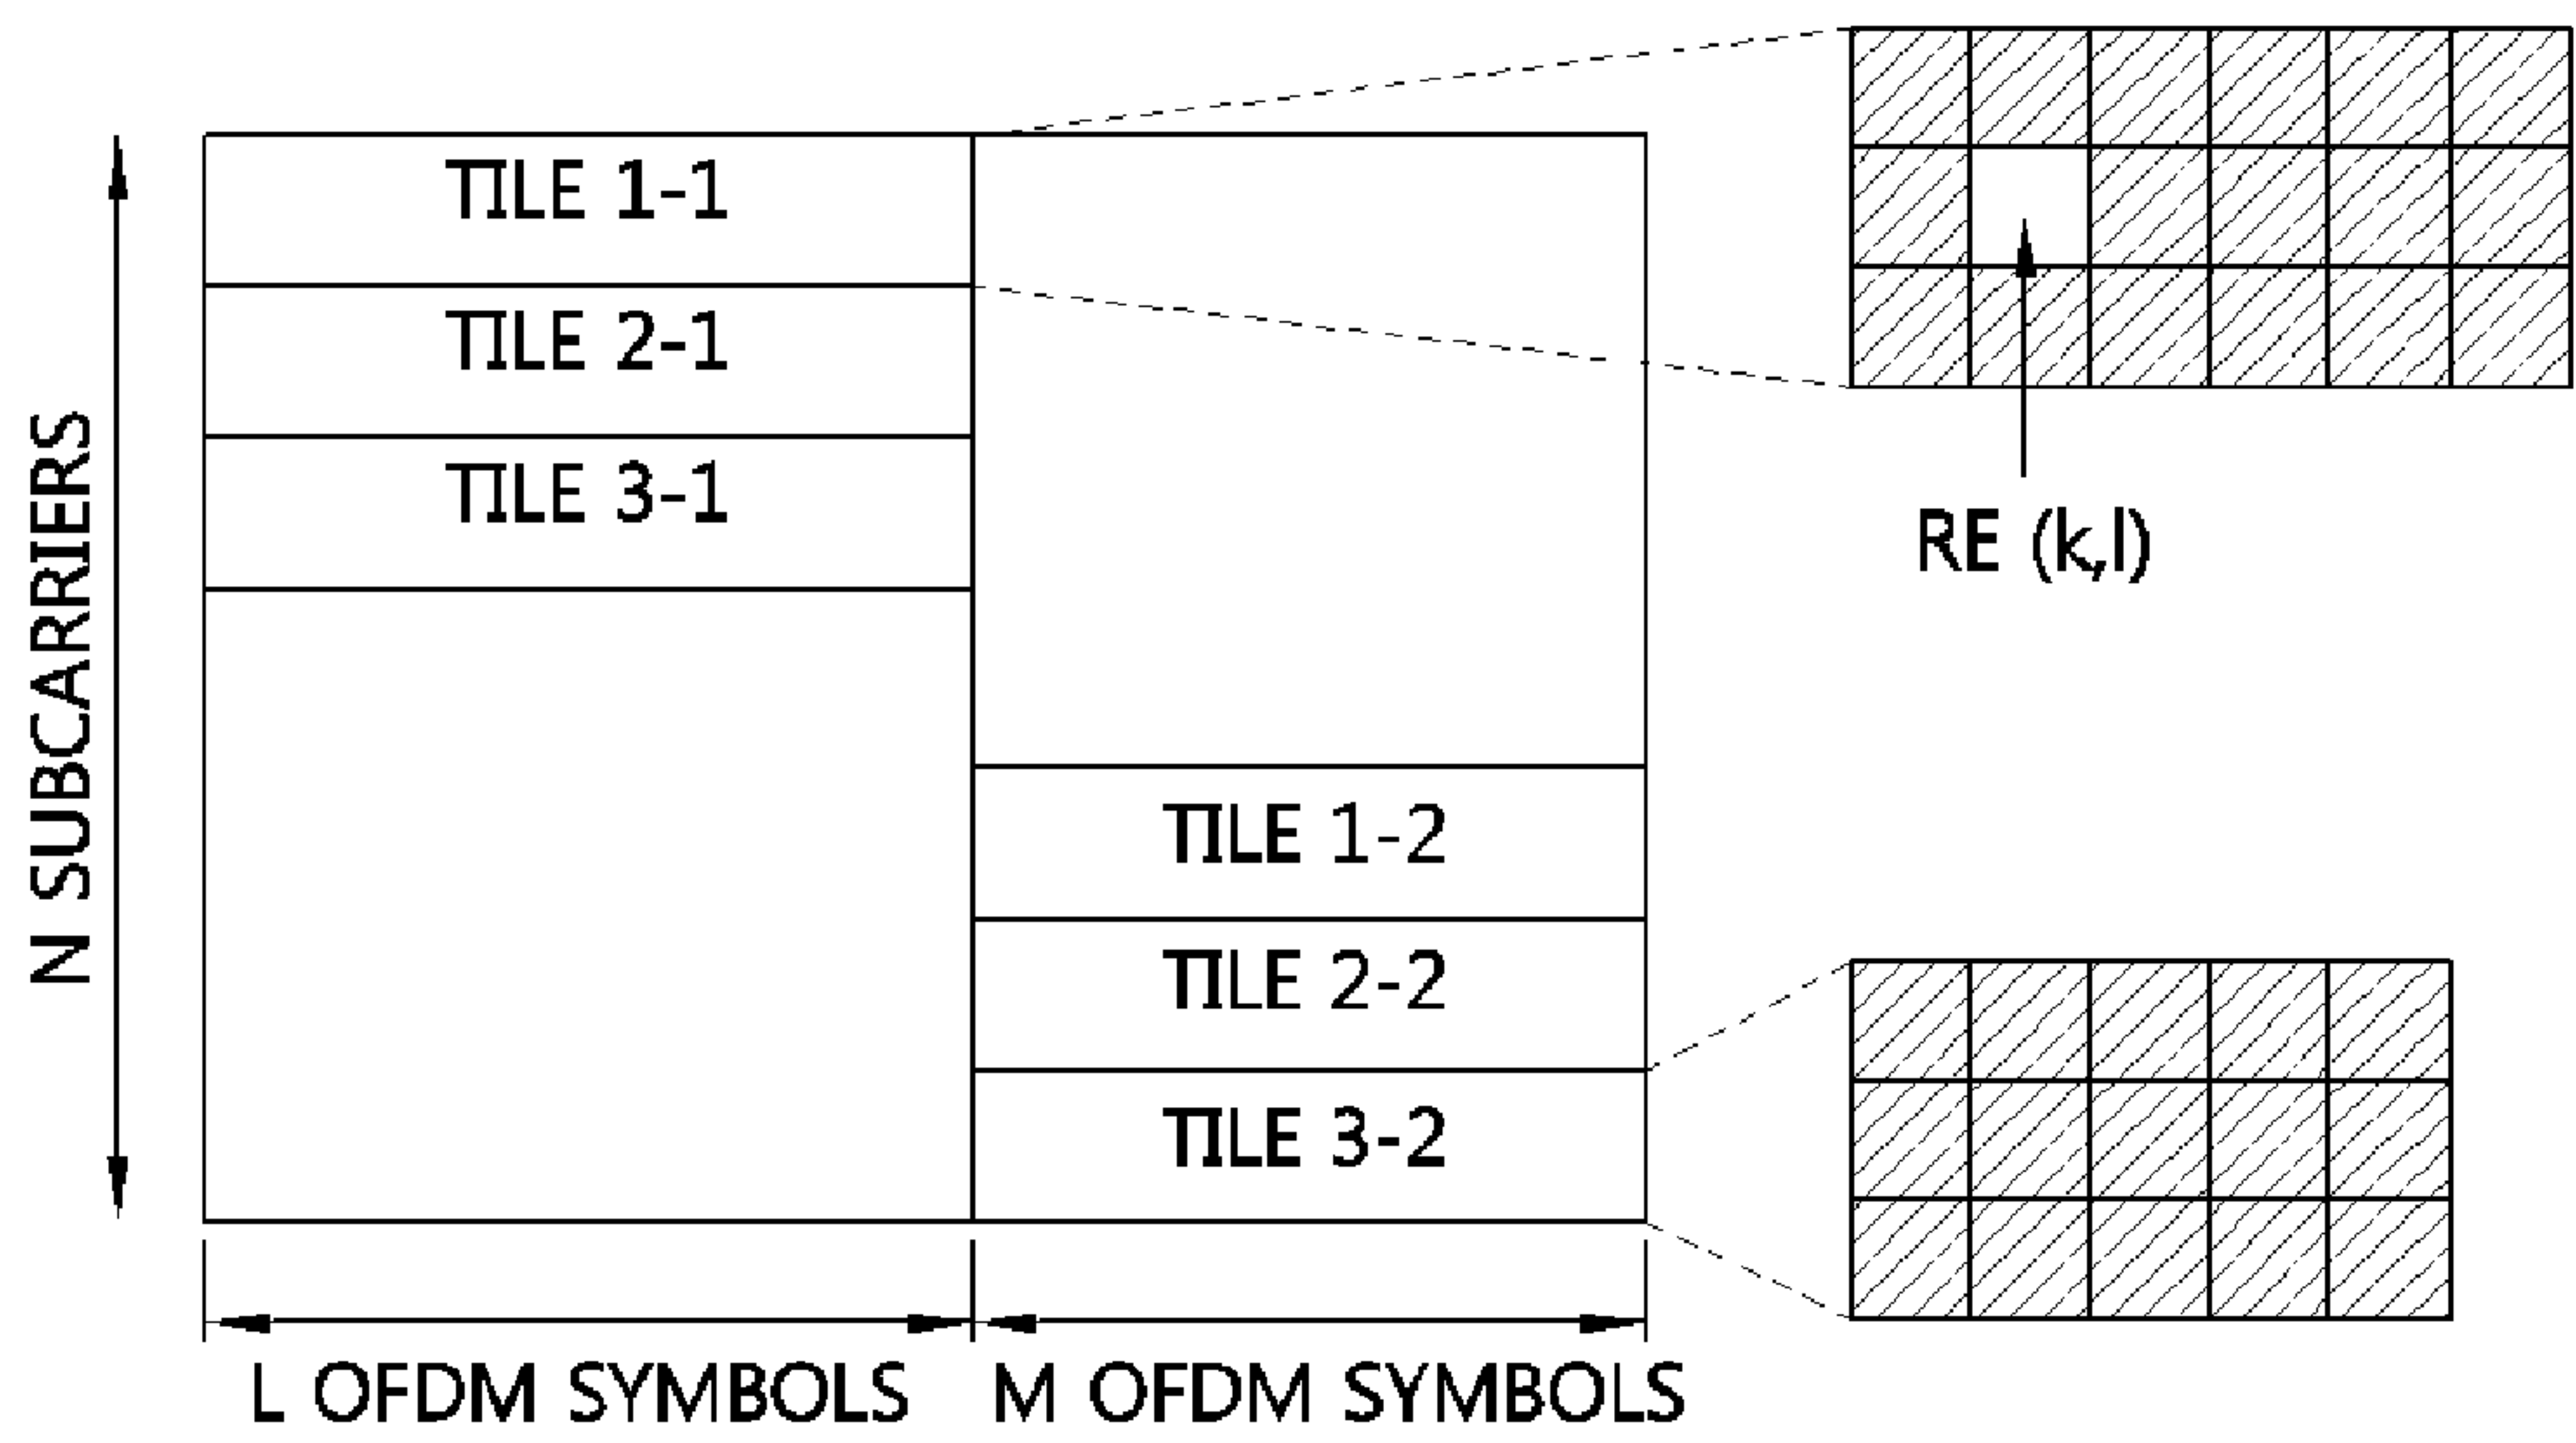 N SUBCARRIERS
TILE 1-1
TILE 2-1
TILE 3-1
TILE 1-2
TILE 2-2
TILE 3-2
RE (k,l)
L OFDM SYMBOLS
M OFDM SYMBOLS